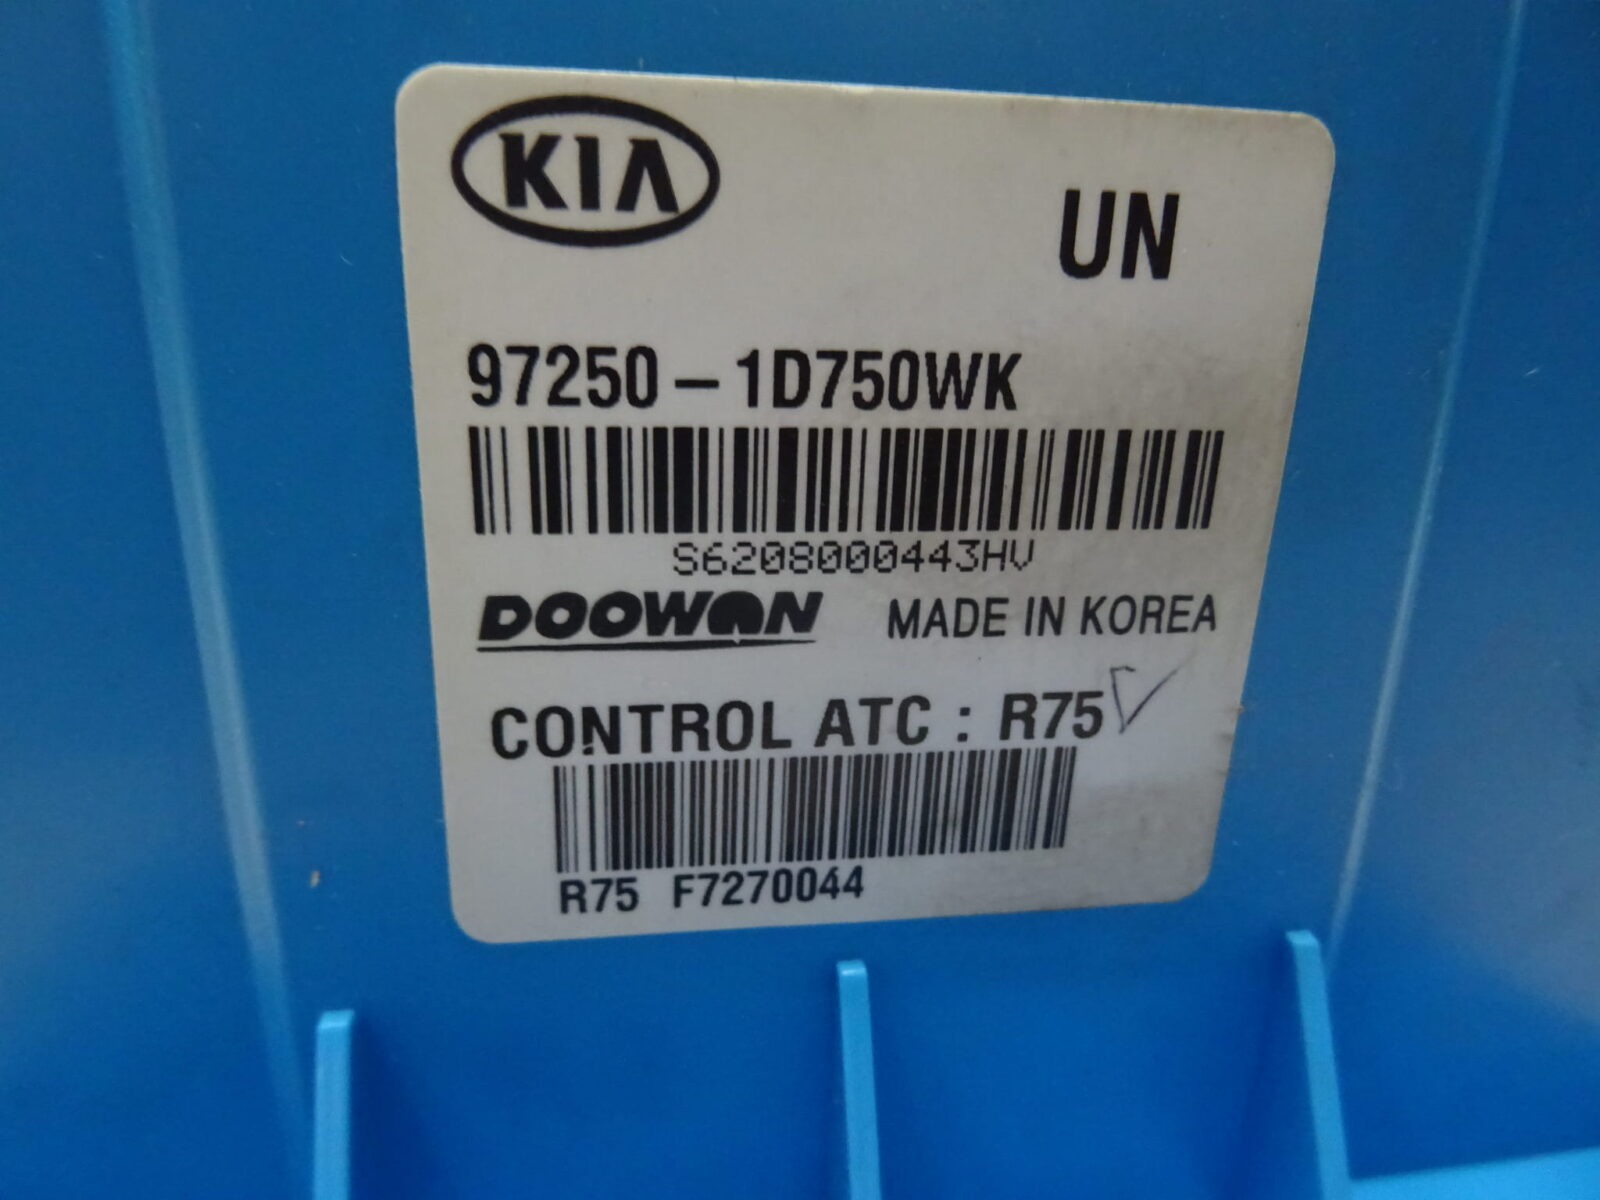 KIA
UN
97250-1D750WK
S6208000443HV
DOOWON MADE IN KOREA
CONTROL ATC : R75
R75 F7270044